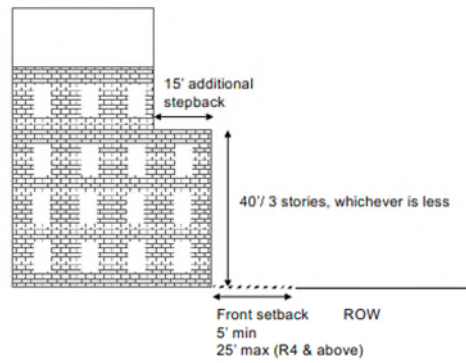 15' additional
stepback
40'/ 3 stories, whichever is less
Front setback
ROW
5' min
25' max (R4 & above)